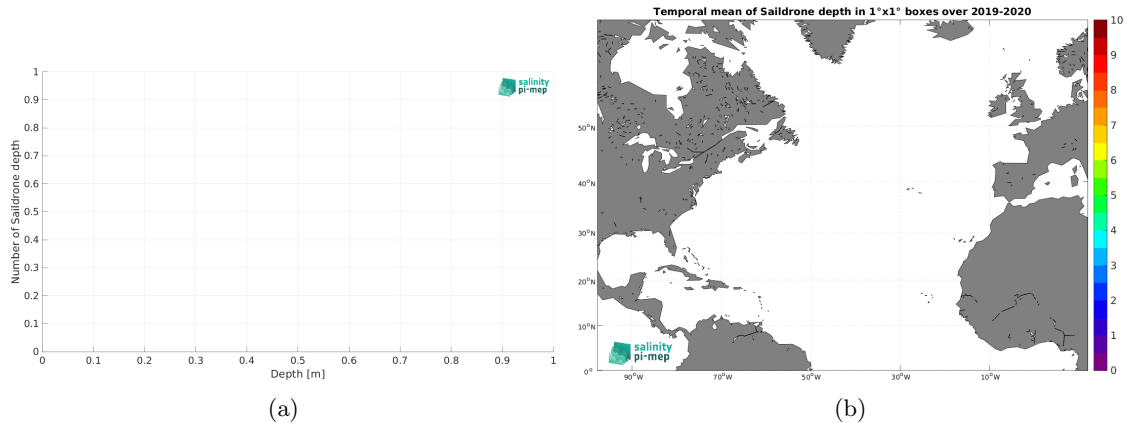 Temporal mean of Saildrone depth in 1°x1° boxes over 2019-2020
1
0.9
0.8
0.7
0.6
0.5
0.4
0.3
0.2
0.1
0
Number of Saildrone depth
0 0.1 0.2 0.3 0.4 0.5 0.6 0.7 0.8 0.9 1
Depth [m]
salinity
pi-mep
(a)
50°N
40°N
30°N
20°N
10°N
0°
90°W 70°W 50°W 30°W 10°W
salinity
pi-mep
10
9
8
7
6
5
4
3
2
1
0
(b)